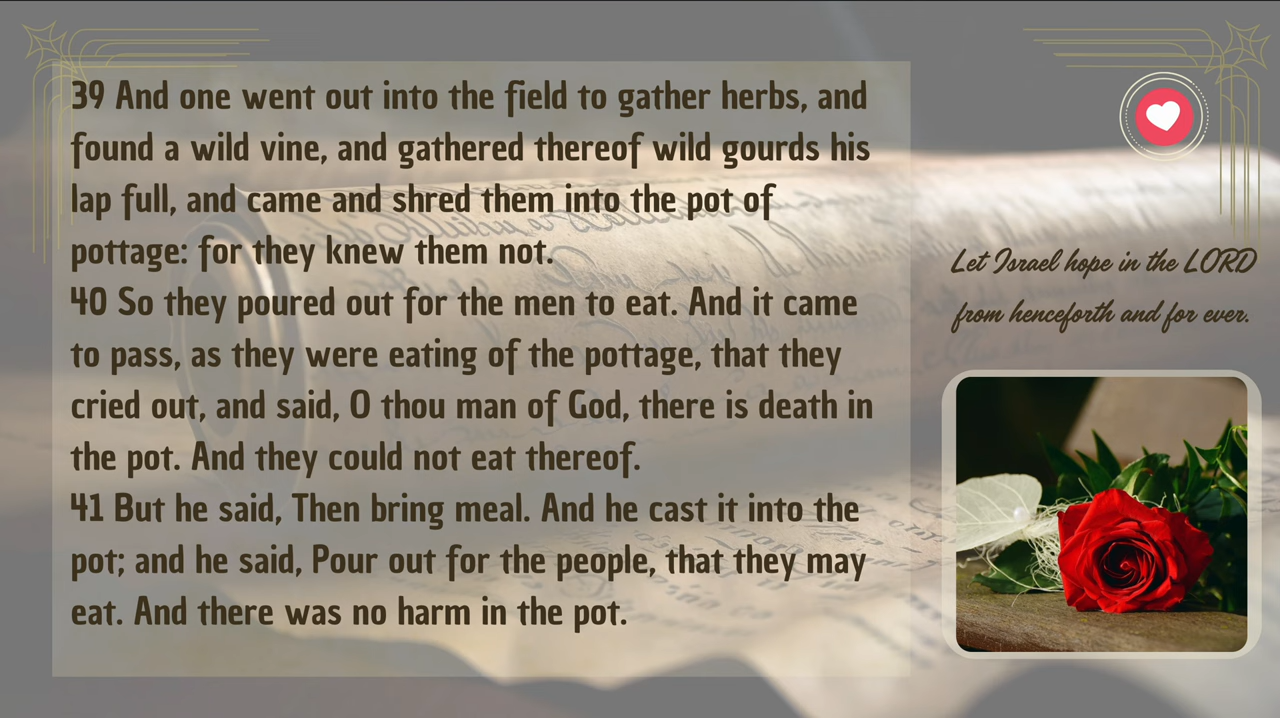 39 And one went out into the field to gather herbs, and
found a wild vine, and gathered thereof wild gourds his
lap full, and came and shred them into the pot of
pottage: for they knew them not.
40 So they poured out for the men to eat. And it came
to pass, as they were eating of the pottage, that they
cried out, and said, O thou man of God, there is death in
the pot. And they could not eat thereof.
41 But he said, Then bring meal. And he cast it into the
pot; and he said, Pour out for the people, that they may
eat. And there was no harm in the pot.
Let Israel hope in the LORD
from henceforth and for ever.